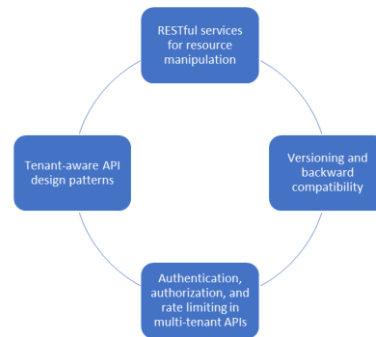 RESTful services
for resource
manipulation
Tenant-aware API
design patterns
Versioning and
backward
compatibility
Authentication,
authorization, and
rate limiting in
multi-tenant APIs